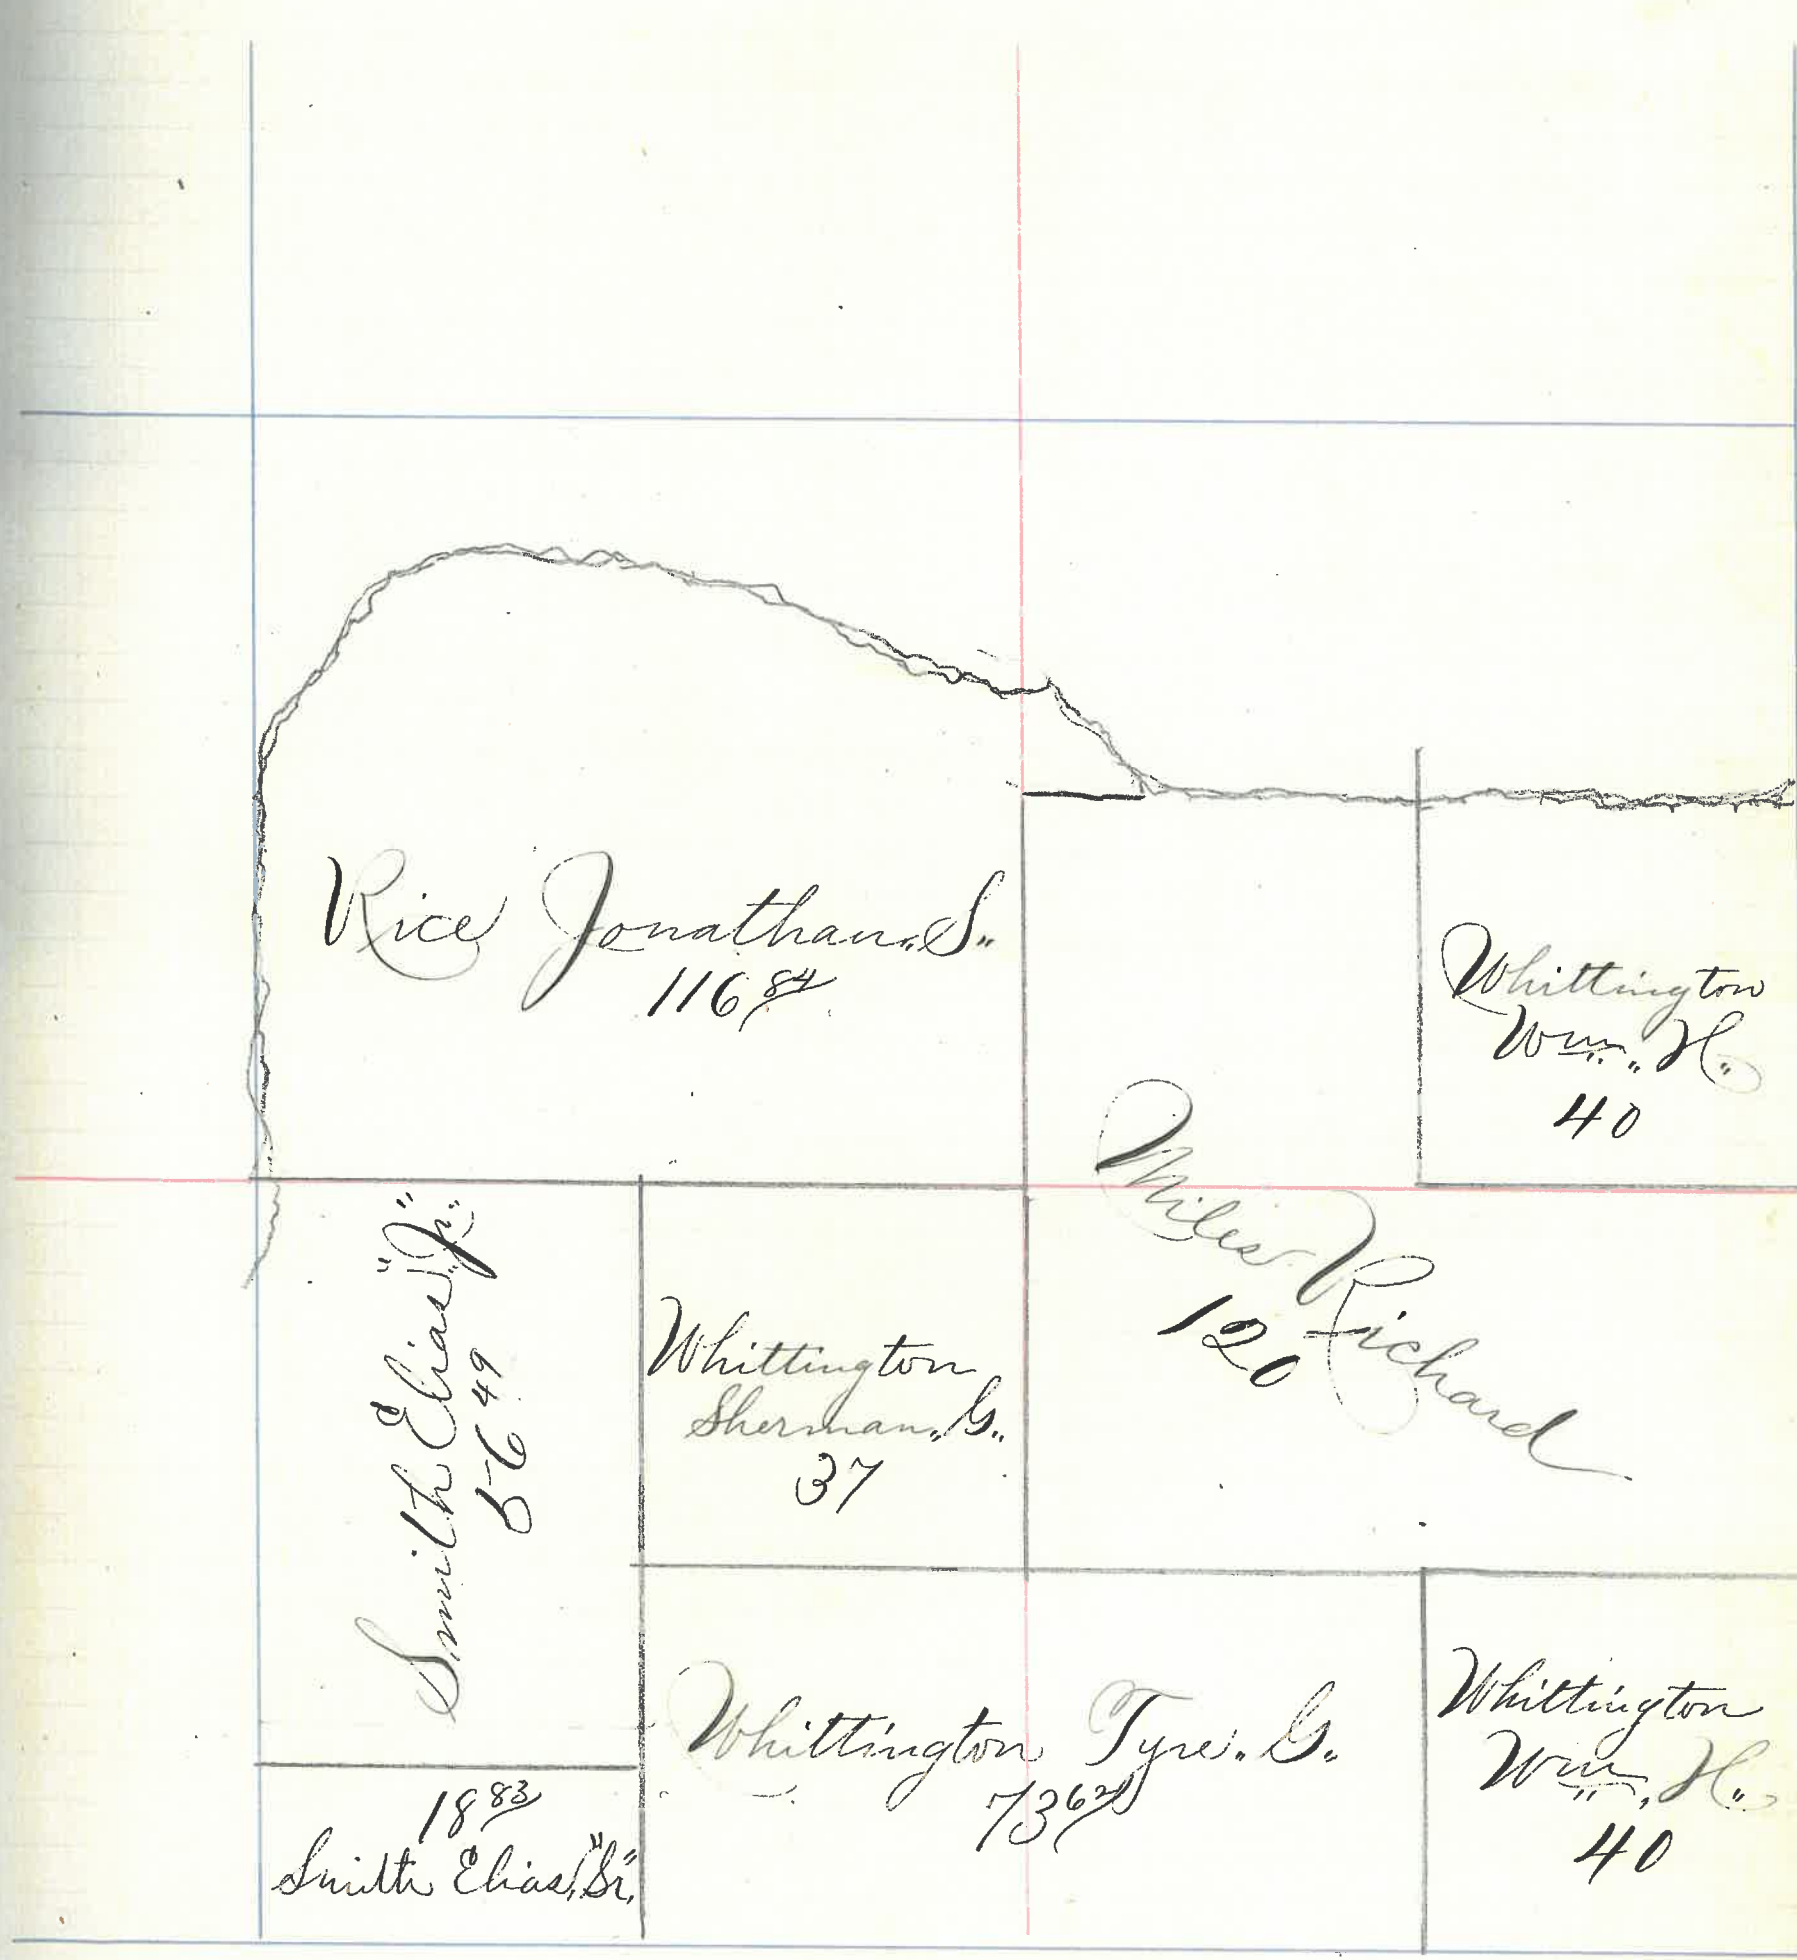 Rice Jonathan „S„
116 84
Whittington
Wm „ H„
40
Miles Richard
120
Smith Elias "Jr."
56 49
Whittington
Sherman „ G„
37
Whittington Tyre „ G„
73 62
Whittington
Wm „ H„
40
18 83
Smith Elias, "Sr."